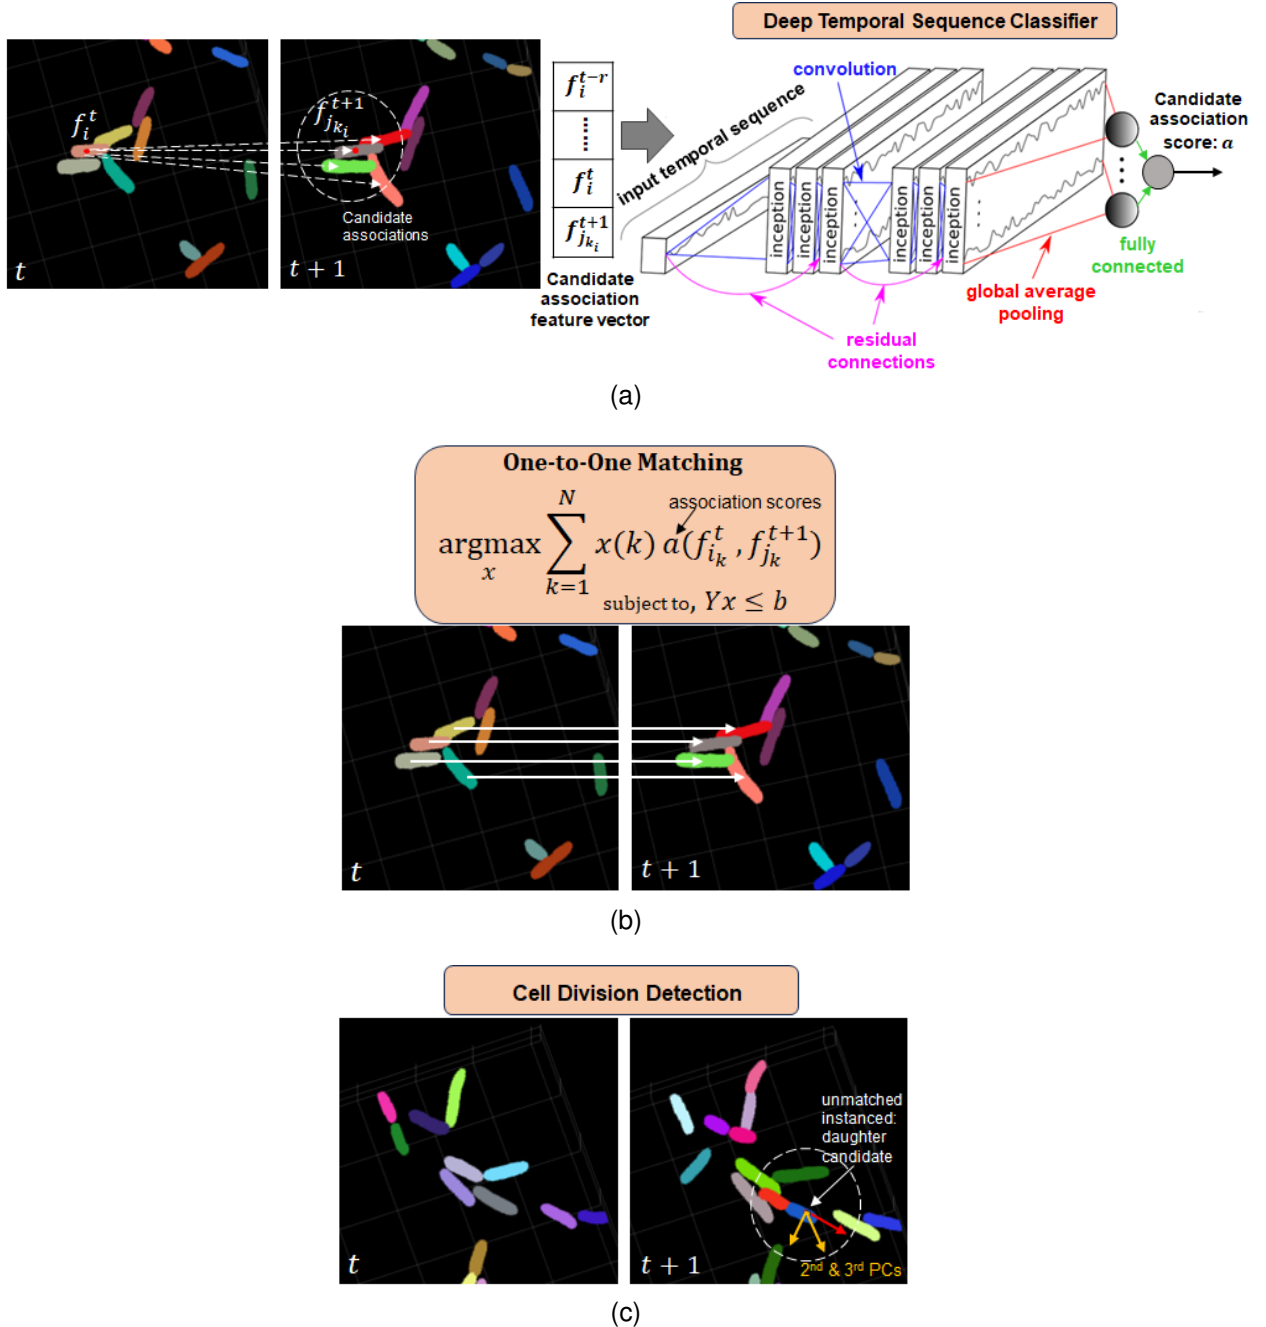 Deep Temporal Sequence Classifier
f_i^t
t
f_{j_{k_i}}^{t+1}
Candidate
associations
t + 1
f_i^{t-r}
⋮
f_i^t
f_{j_{k_i}}^{t+1}
Candidate
association
feature vector
input temporal sequence
convolution
inception
inception
inception
inception
inception
inception
residual
connections
global average
pooling
fully
connected
Candidate
association
score: a
(a)
One-to-One Matching
association scores
argmax_x ∑_{k=1}^{N} x(k) a(f_{i_k}^t , f_{j_k}^{t+1})
subject to, Yx ≤ b
t
t + 1
(b)
Cell Division Detection
t
unmatched
instanced:
daughter
candidate
2nd & 3rd PCs
t + 1
(c)